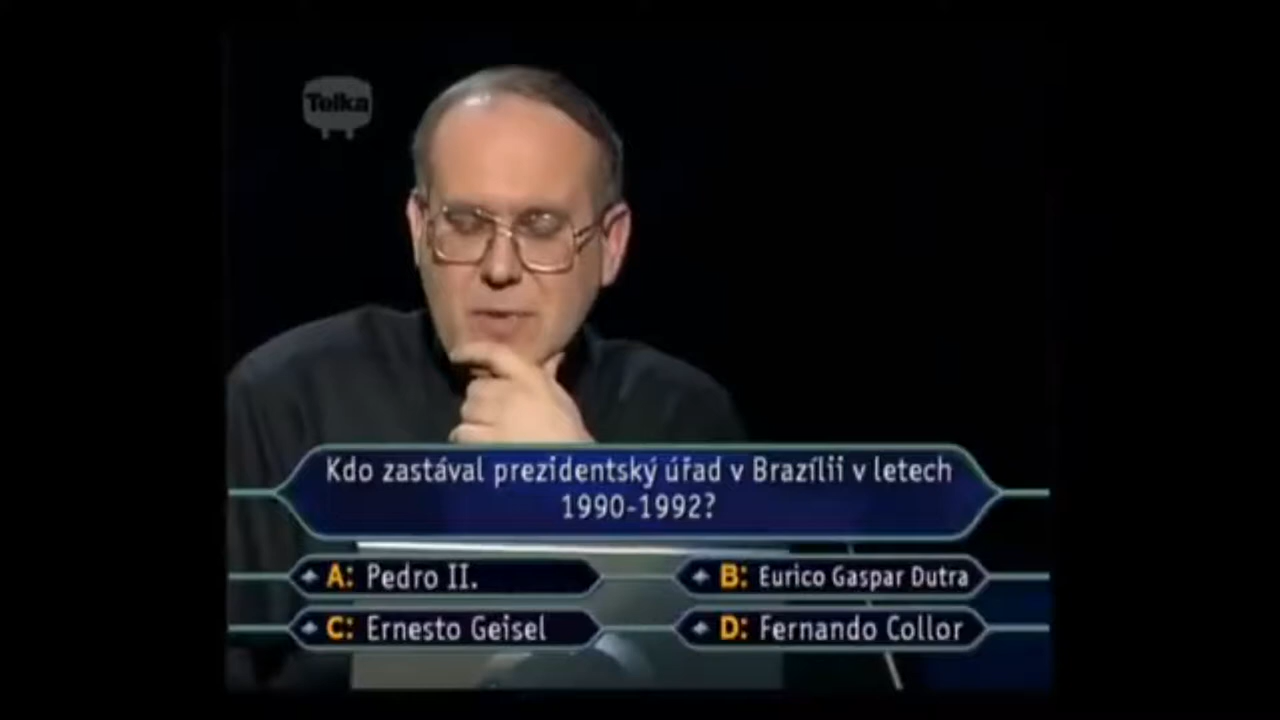 Telka
Kdo zastával prezidentský úřad v Brazílii v letech
1990-1992?
A: Pedro II.
B: Eurico Gaspar Dutra
C: Ernesto Geisel
D: Fernando Collor